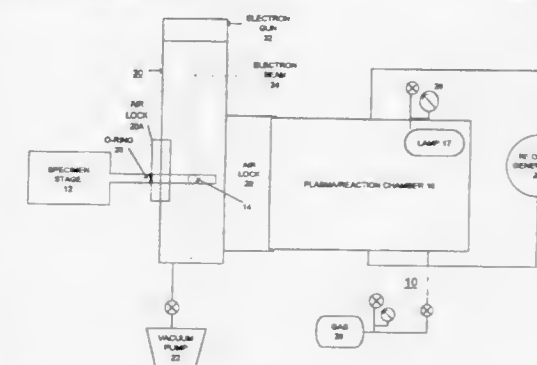 ELECTRON
GUN
32
30
ELECTRON
BEAM
34
AIR
LOCK
20A
O-RING
SPECIMEN
STAGE
12
AIR
LOCK
LAMP 17
PLASMA/REACTION CHAMBER 16
14
10
GAS
VACUUM
PUMP
22